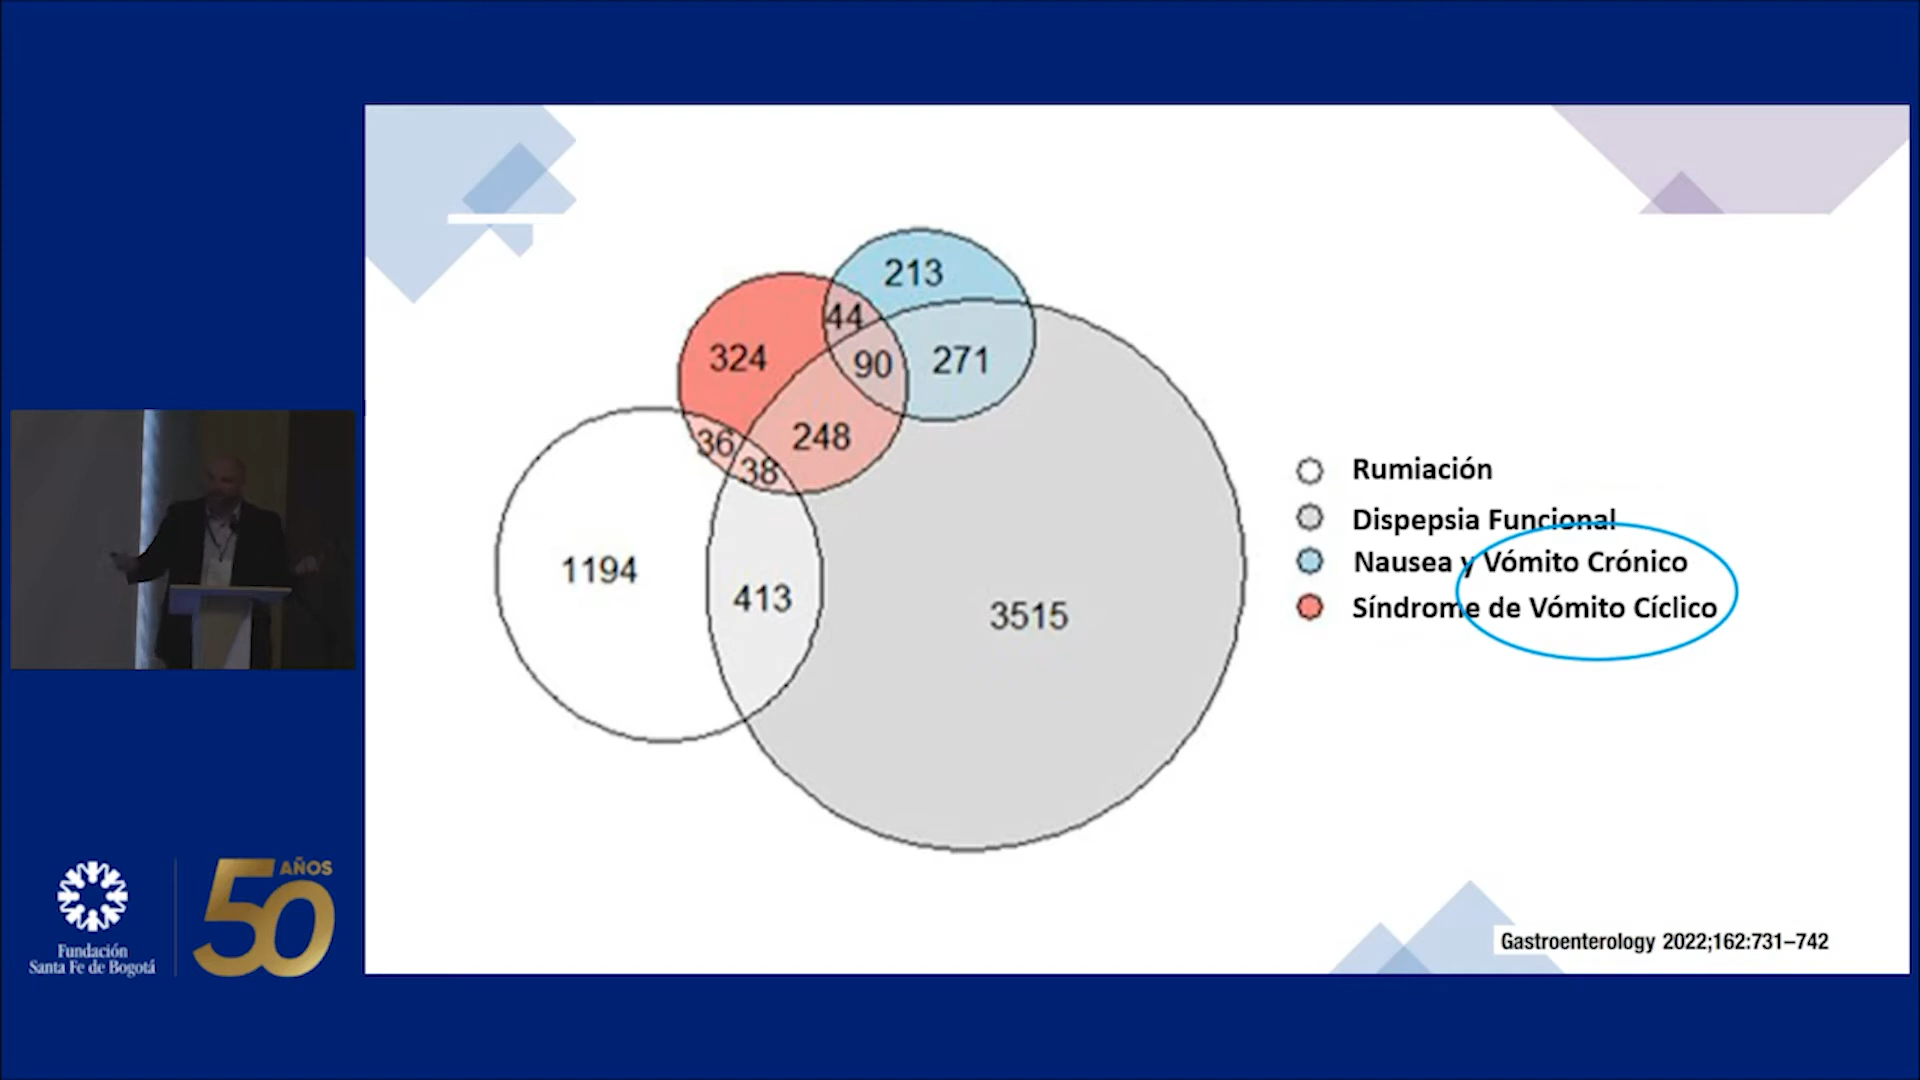 213
44
324
90
271
36
248
38
1194
413
3515
Rumiación
Dispepsia Funcional
Nausea y Vómito Crónico
Síndrome de Vómito Cíclico
Gastroenterology 2022;162:731–742
Fundación
Santa Fe de Bogotá
50 AÑOS